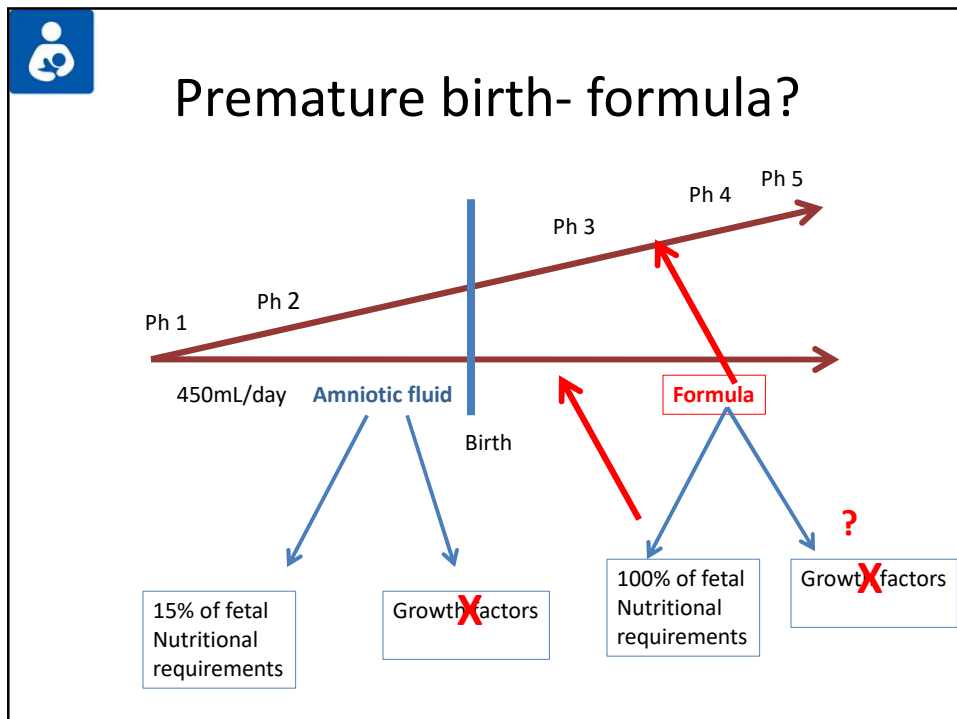 Premature birth- formula?
Ph 5
Ph 4
Ph 3
Ph 2
Ph 1
450mL/day
Amniotic fluid
Formula
Birth
?
15% of fetal
Nutritional
requirements
Growth factors
X
100% of fetal
Nutritional
requirements
Growth factors
X